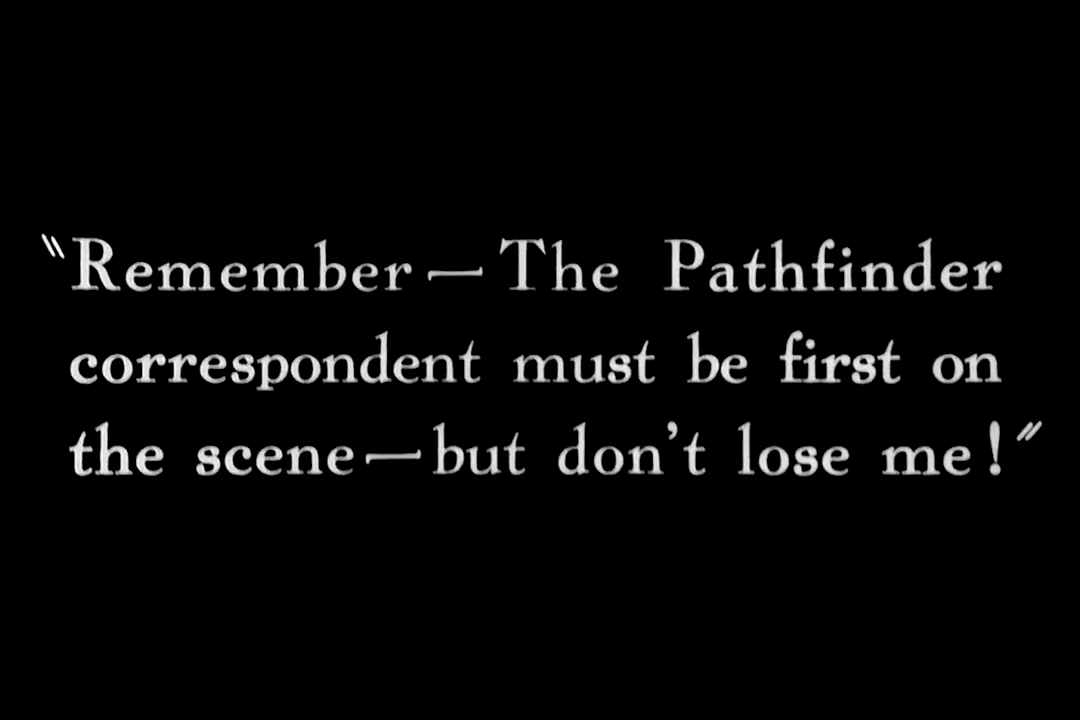 "Remember—The Pathfinder
correspondent must be first on
the scene—but don't lose me!"